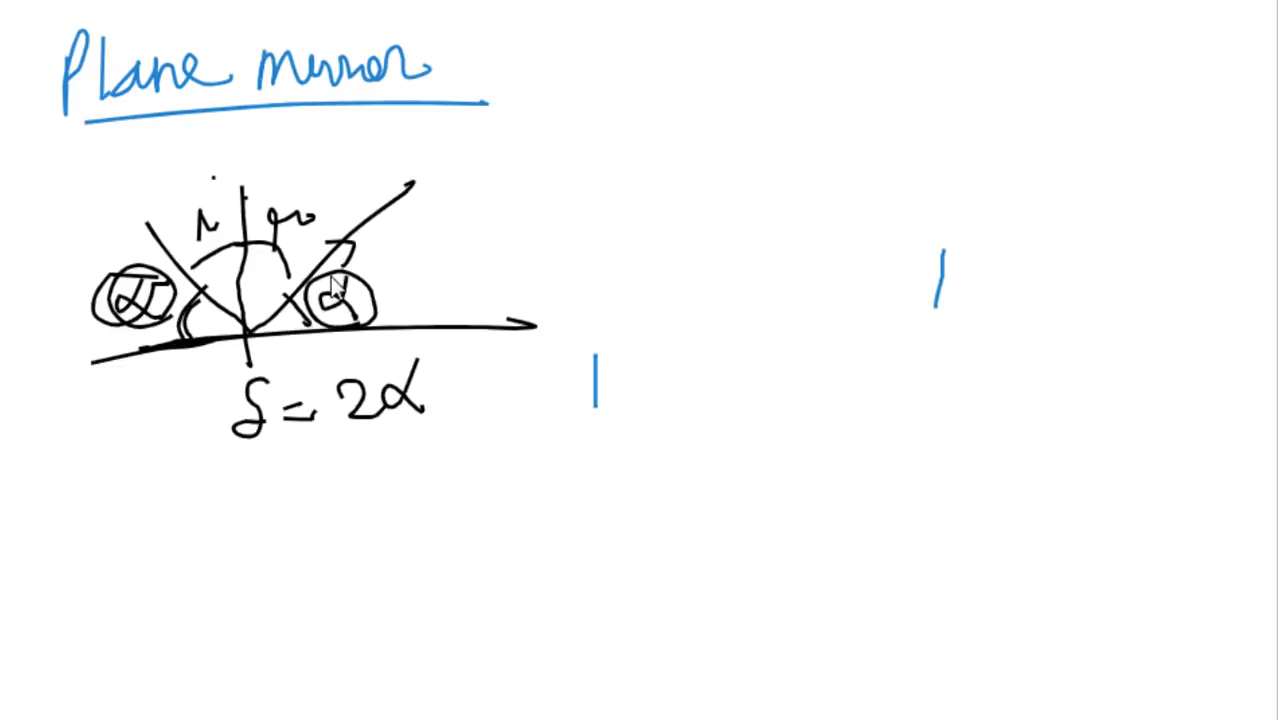 Plane mirror
i r
α α
δ = 2α